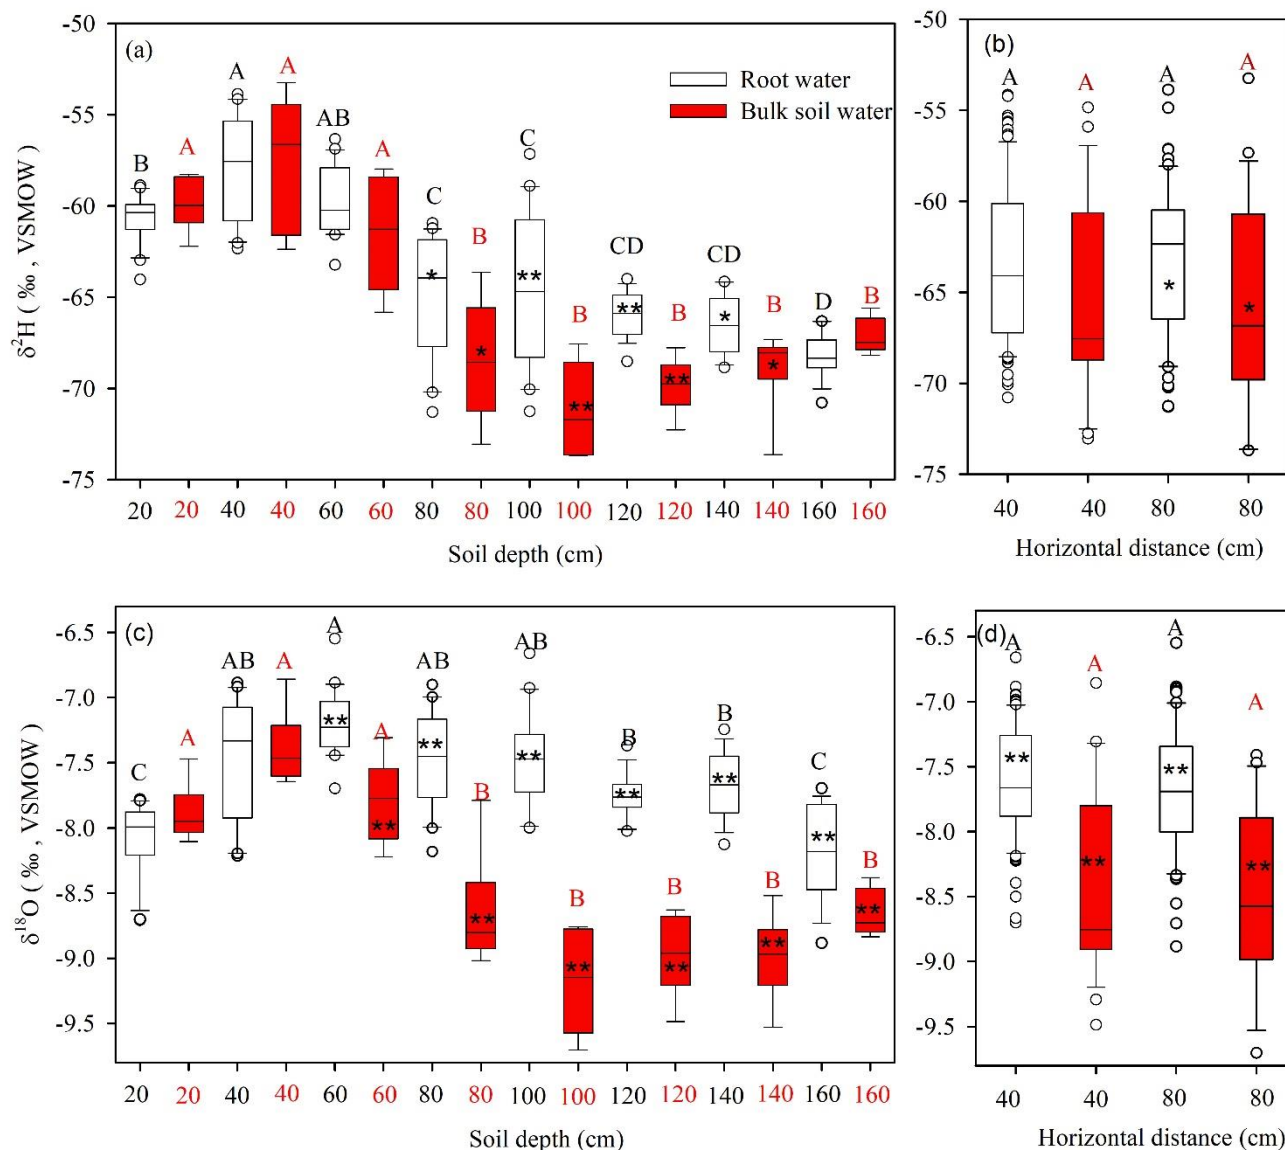 (a)
A A
B A AB A C B C B CD B CD B D B
* * ** ** ** ** * *
Root water
Bulk soil water
-50
-55
-60
-65
-70
-75
δ²H ( ‰ , VSMOW)
20 20 40 40 60 60 80 80 100 100 120 120 140 140 160 160
Soil depth (cm)
(b)
A A A A
* *
-50
-55
-60
-65
-70
-75
40 40 80 80
Horizontal distance (cm)
(c)
C A AB A A A AB B AB B B B B B C B
** ** ** ** ** ** ** ** ** ** ** **
-6.5
-7.0
-7.5
-8.0
-8.5
-9.0
-9.5
δ¹⁸O ( ‰ , VSMOW)
20 20 40 40 60 60 80 80 100 100 120 120 140 140 160 160
Soil depth (cm)
(d)
A A A A
** ** ** **
-6.5
-7.0
-7.5
-8.0
-8.5
-9.0
-9.5
40 40 80 80
Horizontal distance (cm)